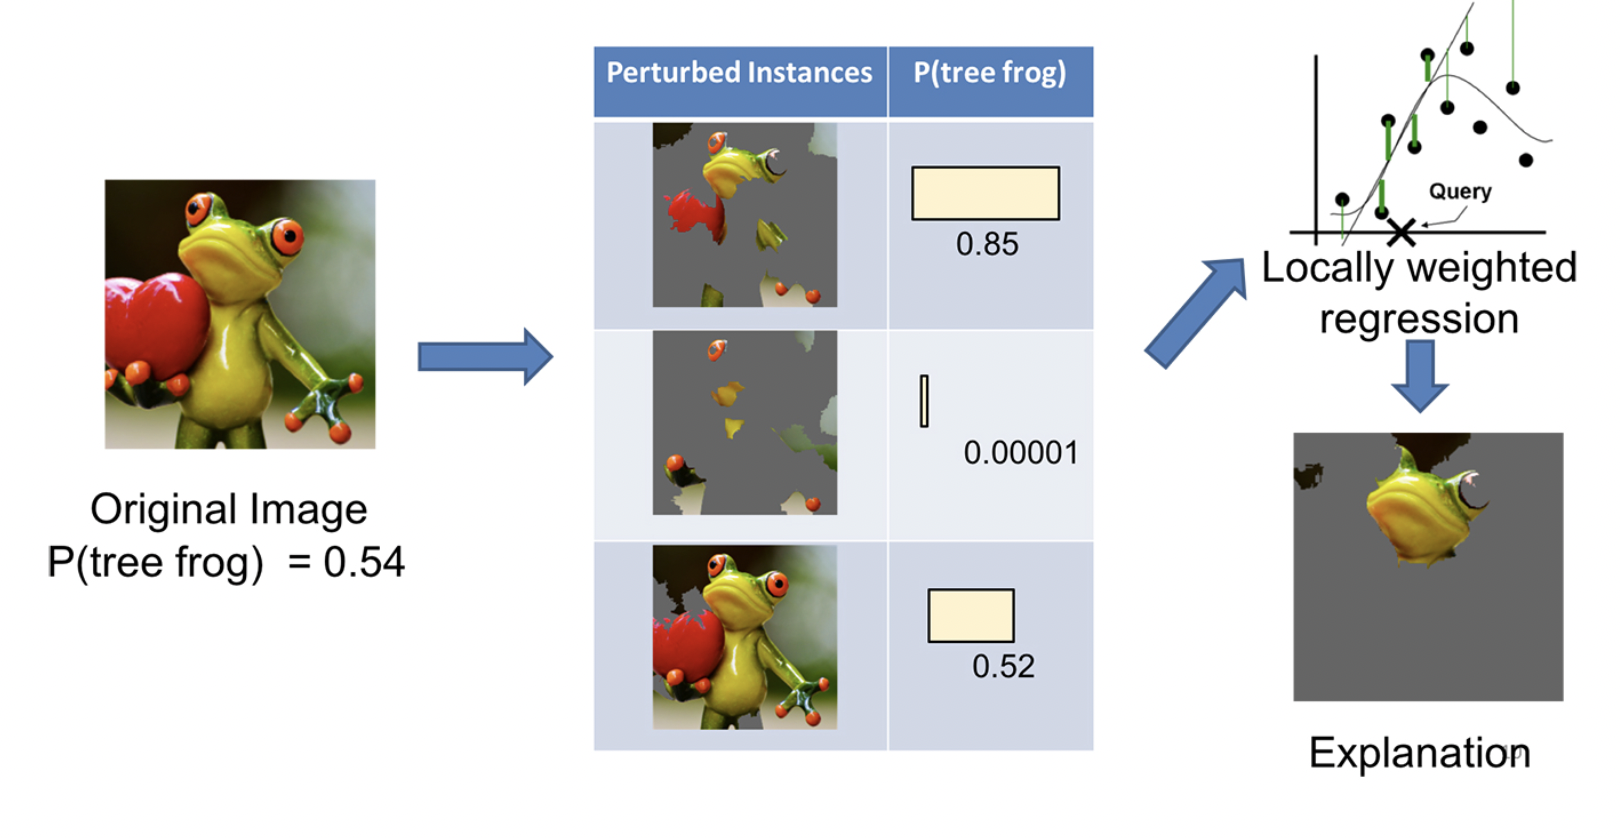 Original Image
P(tree frog) = 0.54
Perturbed Instances
P(tree frog)
0.85
0.00001
0.52
Query
Locally weighted
regression
Explanation